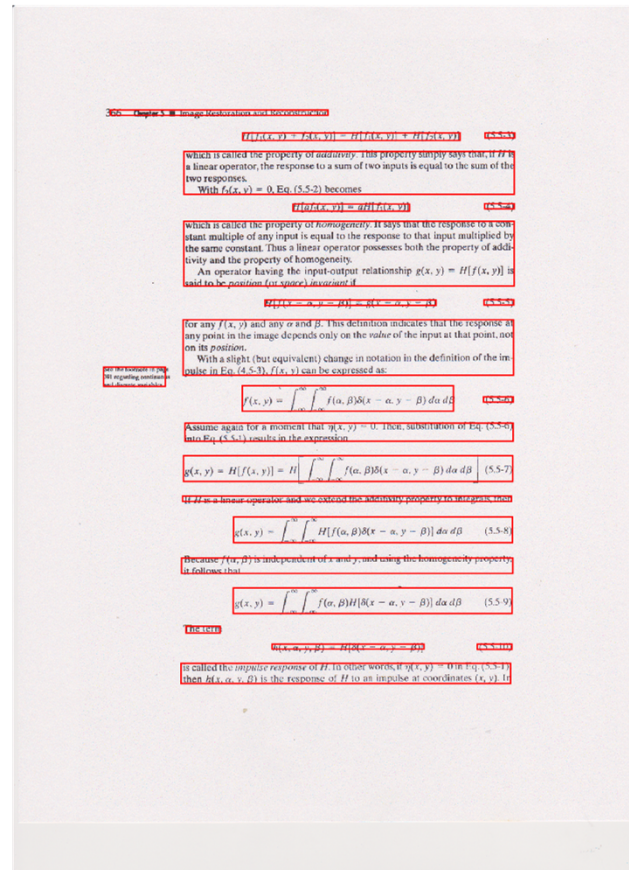 366 Chapter 5 ■ Image Restoration and Reconstruction
H[f₁(x, y) + f₂(x, y)] = H[f₁(x, y)] + H[f₂(x, y)] (5.5-3)
which is called the property of additivity. This property simply says that, if H is
a linear operator, the response to a sum of two inputs is equal to the sum of the
two responses.
With f₂(x, y) = 0, Eq. (5.5-2) becomes
H[af₁(x, y)] = aH[f₁(x, y)] (5.5-4)
which is called the property of homogeneity. It says that the response to a con-
stant multiple of any input is equal to the response to that input multiplied by
the same constant. Thus a linear operator possesses both the property of addi-
tivity and the property of homogeneity.
An operator having the input-output relationship g(x, y) = H[f(x, y)] is
said to be position (or space) invariant if
H[f(x − α, y − β)] = g(x − α, y − β) (5.5-5)
for any f(x, y) and any α and β. This definition indicates that the response at
any point in the image depends only on the value of the input at that point, not
on its position.
See the footnote in page
301 regarding continuous
and discrete variables.
With a slight (but equivalent) change in notation in the definition of the im-
pulse in Eq. (4.5-3), f(x, y) can be expressed as:
f(x, y) = ∫_{−∞}^{∞} ∫_{−∞}^{∞} f(α, β)δ(x − α, y − β) dα dβ (5.5-6)
Assume again for a moment that η(x, y) = 0. Then, substitution of Eq. (5.5-6)
into Eq. (5.5-1) results in the expression
g(x, y) = H[f(x, y)] = H[∫_{−∞}^{∞} ∫_{−∞}^{∞} f(α, β)δ(x − α, y − β) dα dβ] (5.5-7)
If H is a linear operator and we extend the additivity property to integrals, then
g(x, y) = ∫_{−∞}^{∞} ∫_{−∞}^{∞} H[f(α, β)δ(x − α, y − β)] dα dβ (5.5-8)
Because f(α, β) is independent of x and y, and using the homogeneity property,
it follows that
g(x, y) = ∫_{−∞}^{∞} ∫_{−∞}^{∞} f(α, β)H[δ(x − α, y − β)] dα dβ (5.5-9)
The term
h(x, α, y, β) = H[δ(x − α, y − β)] (5.5-10)
is called the impulse response of H. In other words, if η(x, y) = 0 in Eq. (5.5-1),
then h(x, α, y, β) is the response of H to an impulse at coordinates (x, y). In